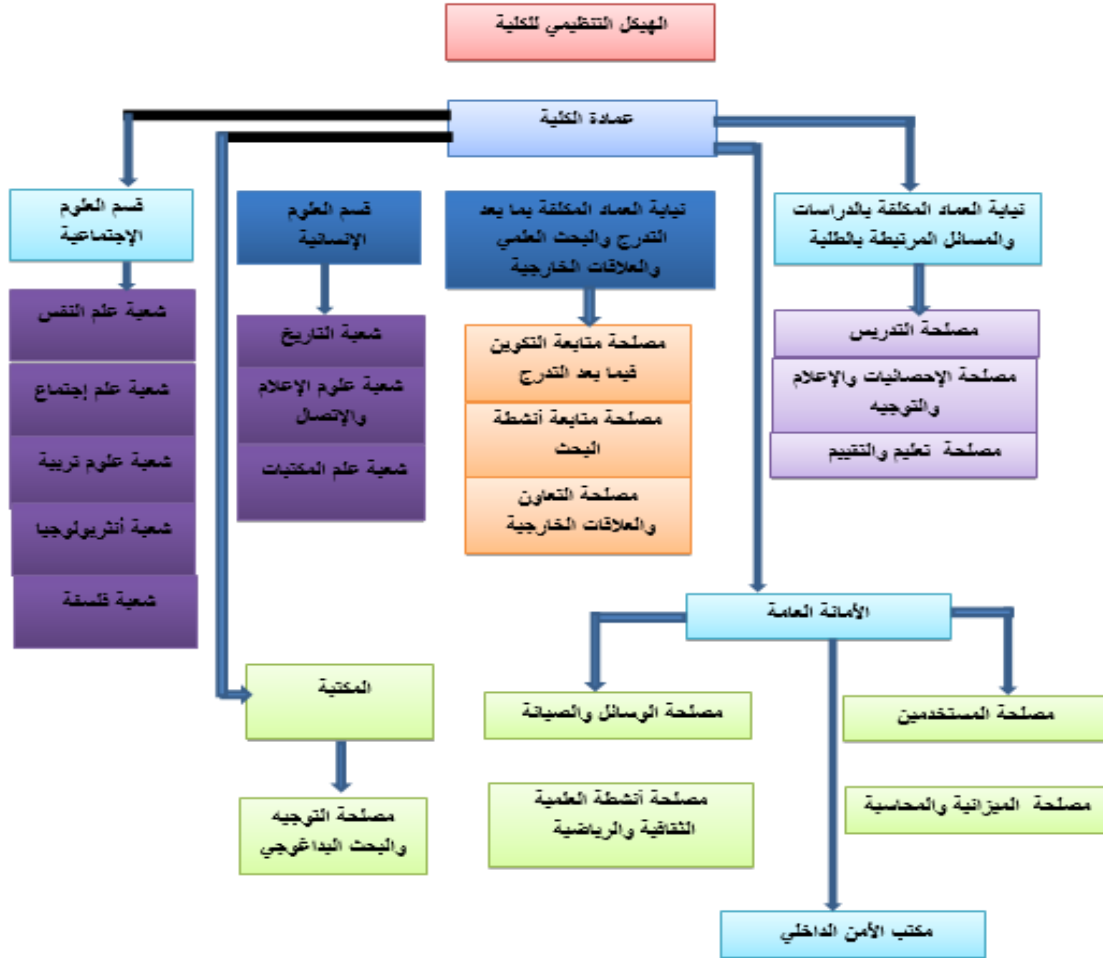 الهيكل التنظيمي للكلية
عمادة الكلية
نيابة العماد المكلفة بالدراسات
والمسائل المرتبطة بالطلبة
نيابة العماد المكلفة بما بعد
التدرج والبحث العلمي
والعلاقات الخارجية
قسم العلوم
الإنسانية
قسم العلوم
الإجتماعية
مصلحة التدريس
مصلحة الإحصائيات والإعلام
والتوجيه
مصلحة تعليم والتقييم
مصلحة متابعة التكوين
فيما بعد التدرج
مصلحة متابعة أنشطة
البحث
مصلحة التعاون
والعلاقات الخارجية
شعبة التاريخ
شعبة علوم الإعلام
والإتصال
شعبة علم المكتبات
شعبة علم النفس
شعبة علم إجتماع
شعبة علوم تربية
شعبة أنثربولوجيا
شعبة فلسفة
الأمانة العامة
المكتبة
مصلحة المستخدمين
مصلحة الوسائل والصيانة
مصلحة الميزانية والمحاسبة
مصلحة أنشطة العلمية
الثقافية والرياضية
مصلحة التوجيه
والبحث البداغوجي
مكتب الأمن الداخلي